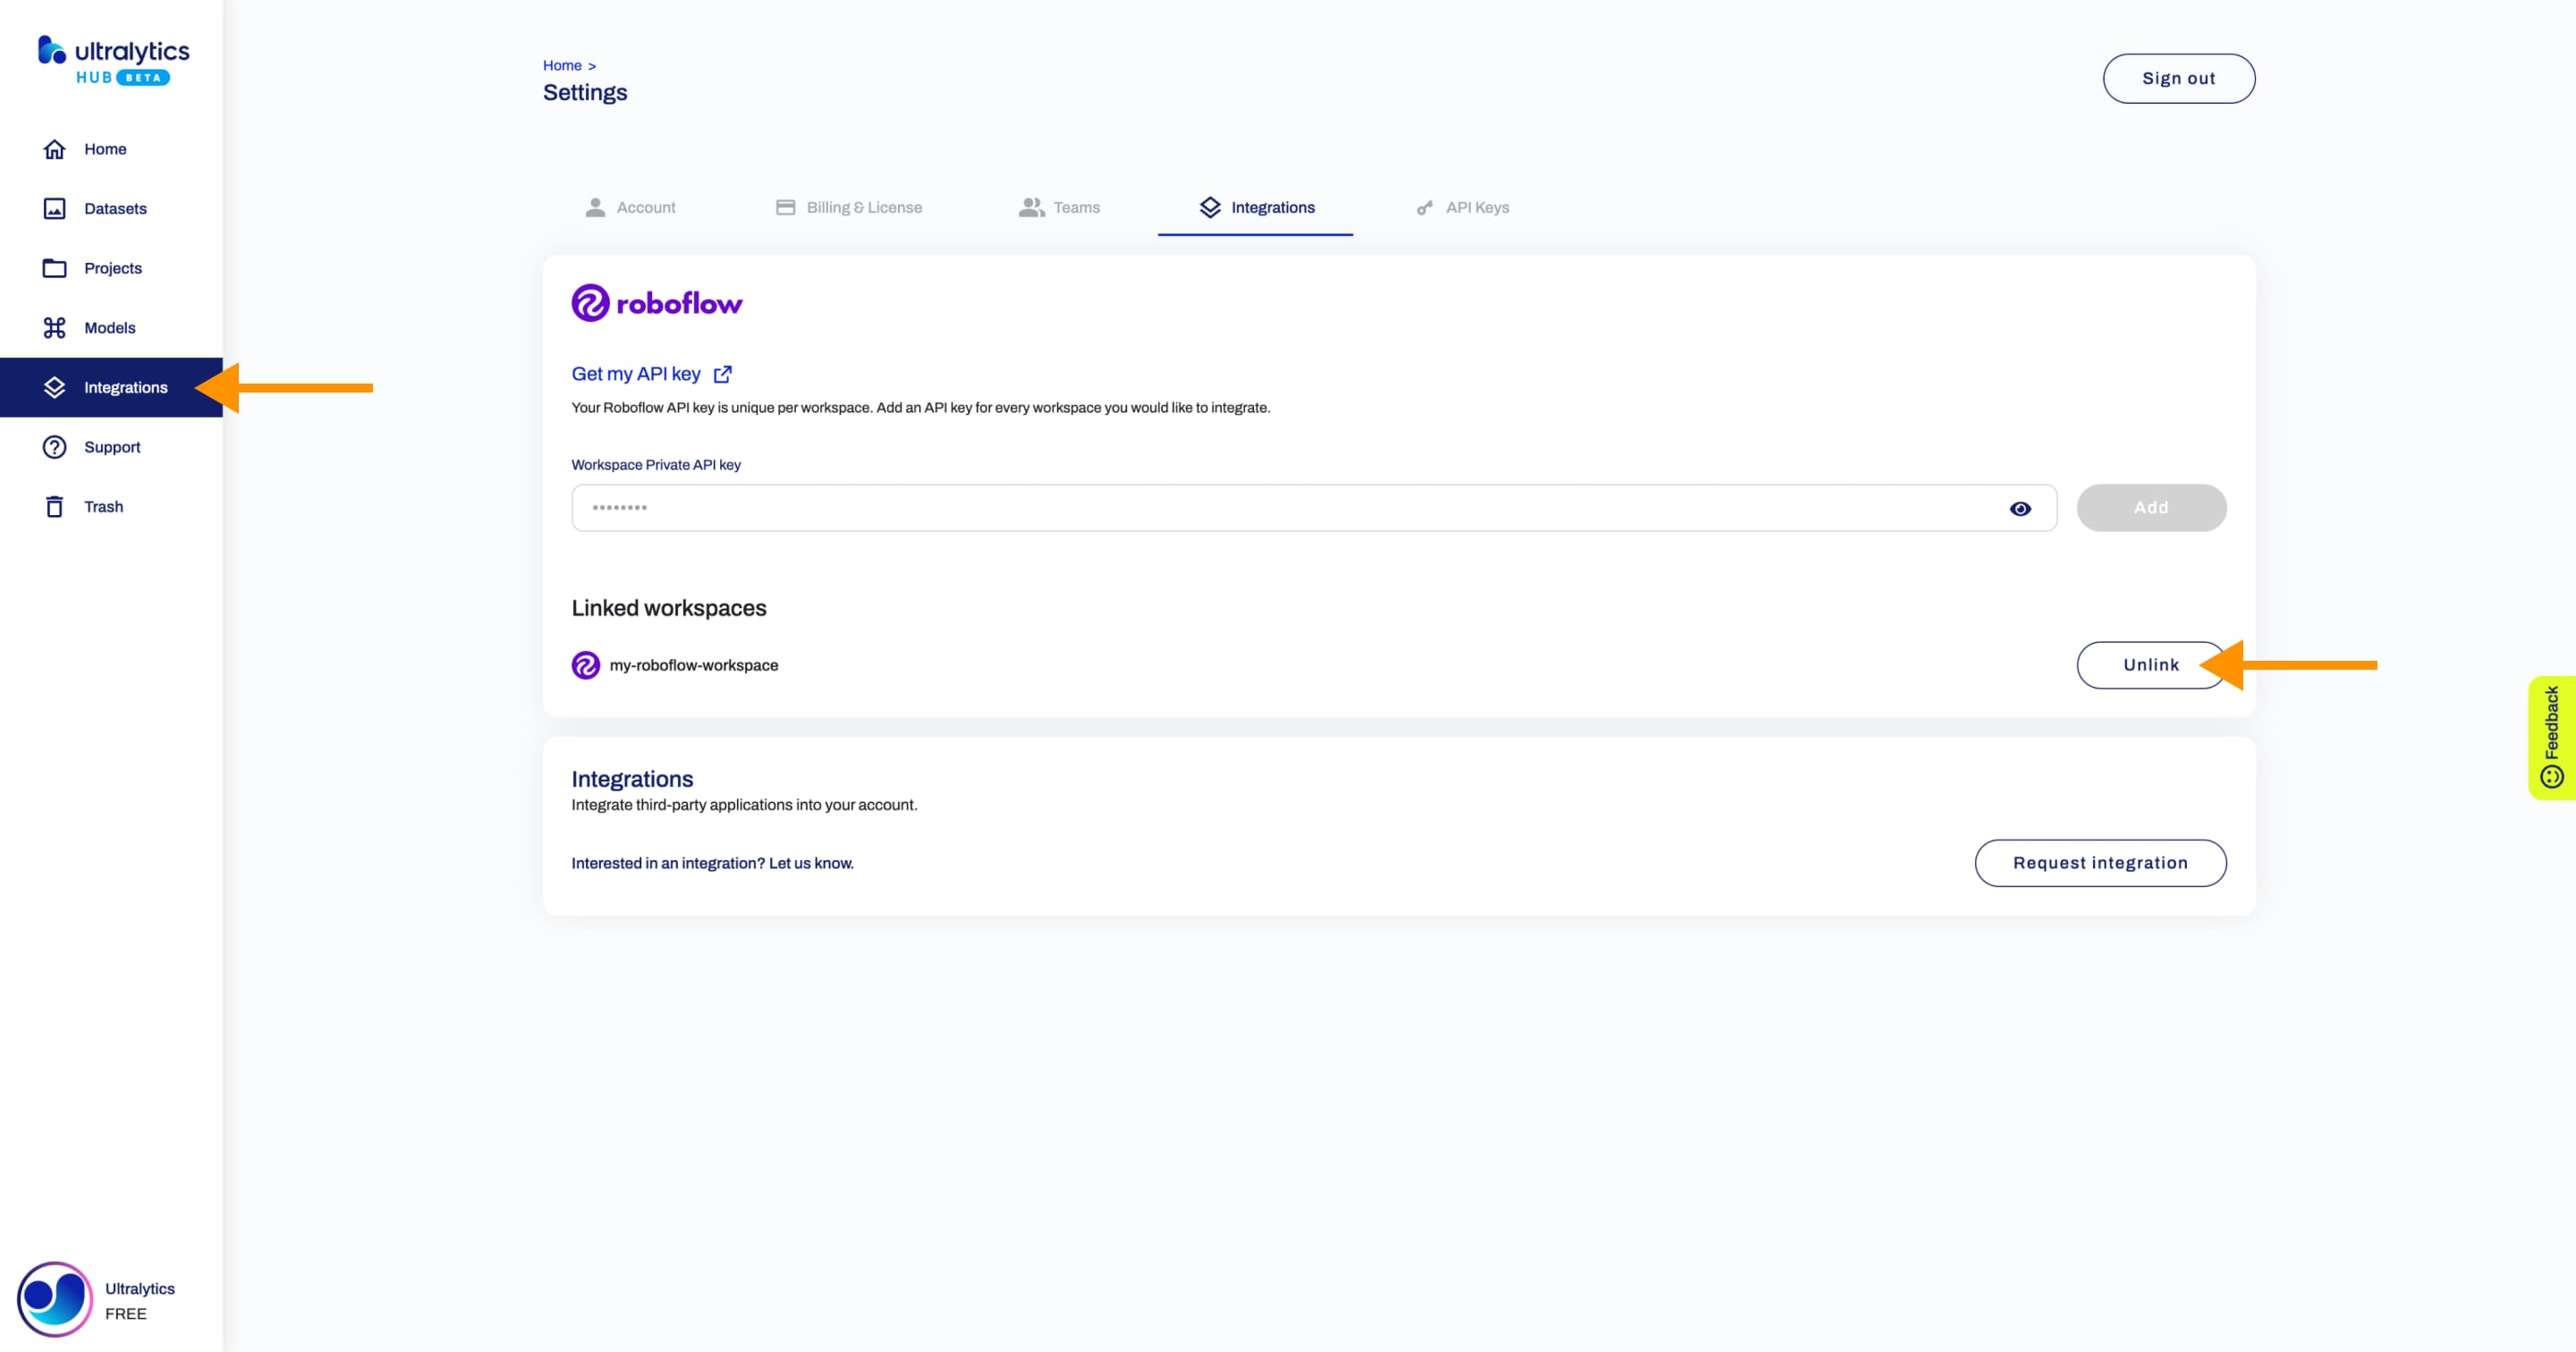 ultralytics
HUB BETA
Home
Datasets
Projects
Models
Integrations
Support
Trash
Ultralytics
FREE
Home >
Settings
Sign out
Account
Billing & License
Teams
Integrations
API Keys
roboflow
Get my API key
Your Roboflow API key is unique per workspace. Add an API key for every workspace you would like to integrate.
Workspace Private API key
••••••••
Add
Linked workspaces
my-roboflow-workspace
Unlink
Integrations
Integrate third-party applications into your account.
Interested in an integration? Let us know.
Request integration
Feedback